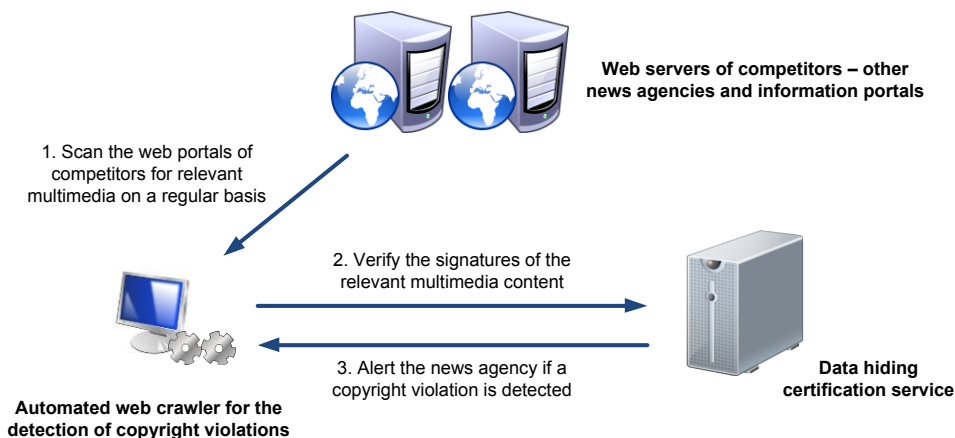 Web servers of competitors – other
news agencies and information portals
1. Scan the web portals of
competitors for relevant
multimedia on a regular basis
2. Verify the signatures of the
relevant multimedia content
3. Alert the news agency if a
copyright violation is detected
Data hiding
certification service
Automated web crawler for the
detection of copyright violations